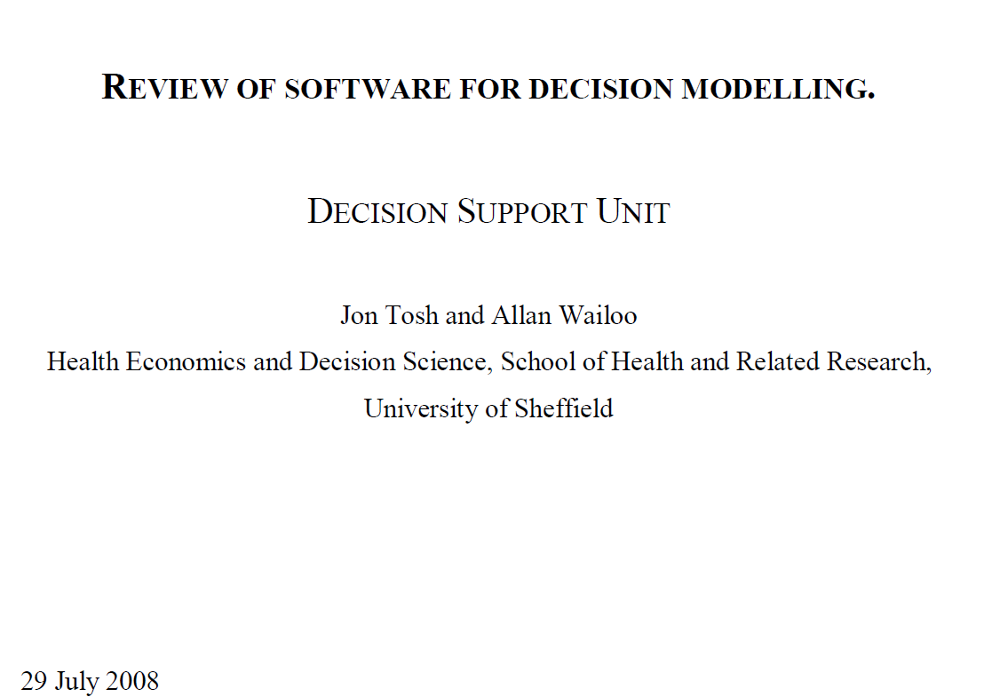 REVIEW OF SOFTWARE FOR DECISION MODELLING.
DECISION SUPPORT UNIT
Jon Tosh and Allan Wailoo
Health Economics and Decision Science, School of Health and Related Research,
University of Sheffield
29 July 2008